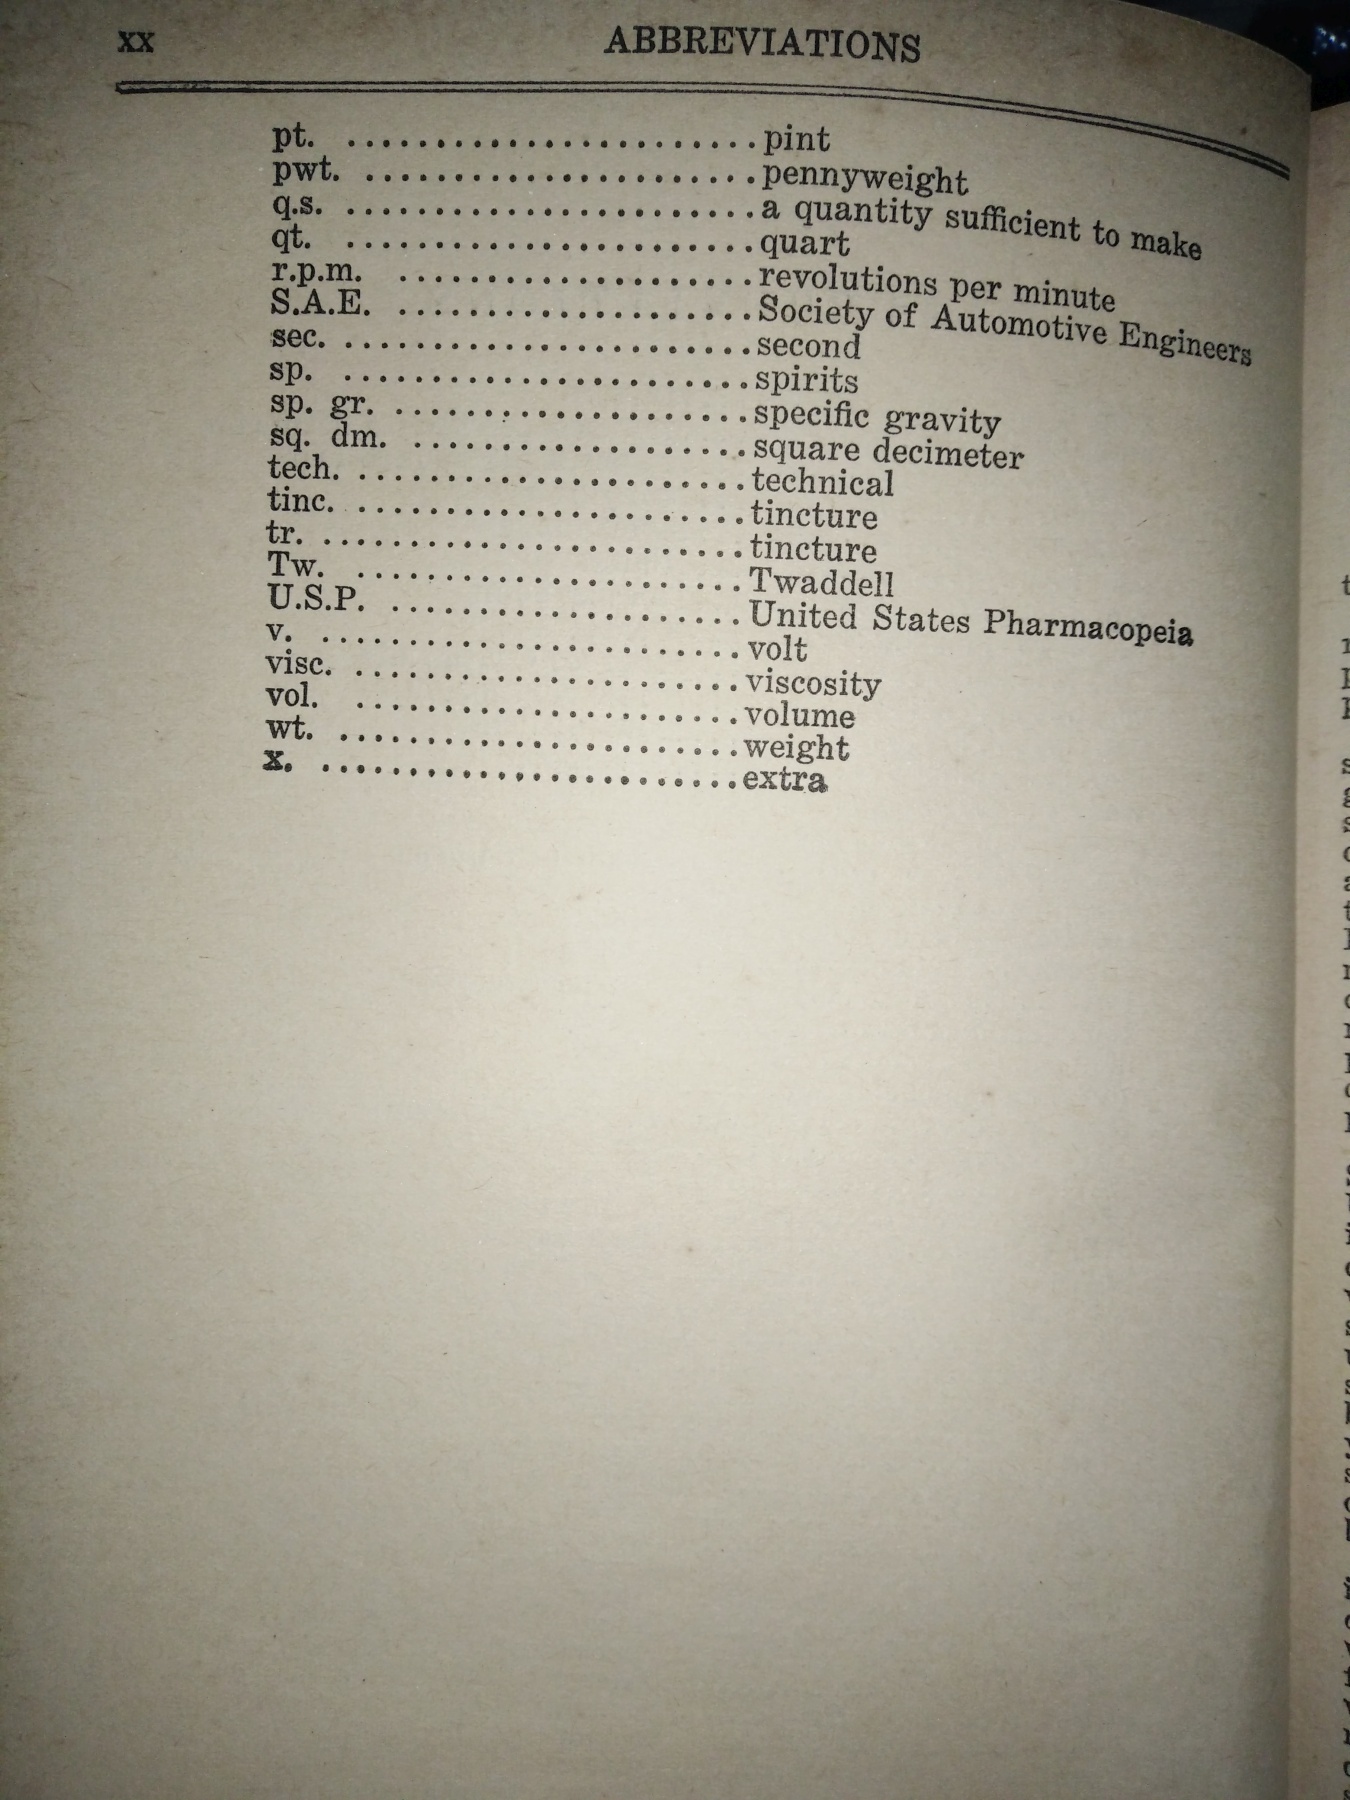 xx ABBREVIATIONS
pt. ......................pint
pwt. ......................pennyweight
q.s. .......................a quantity sufficient to make
qt. .......................quart
r.p.m. ....................revolutions per minute
S.A.E. ....................Society of Automotive Engineers
sec. .......................second
sp. .......................spirits
sp. gr. ....................specific gravity
sq. dm. ...................square decimeter
tech. ......................technical
tinc. ......................tincture
tr. ........................tincture
Tw. ......................Twaddell
U.S.P. ....................United States Pharmacopeia
v. ........................volt
visc. ......................viscosity
vol. ......................volume
wt. .......................weight
x. ........................extra